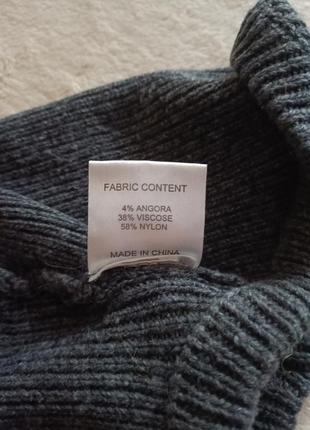 FABRIC CONTENT
4% ANGORA
38% VISCOSE
58% NYLON
MADE IN CHINA